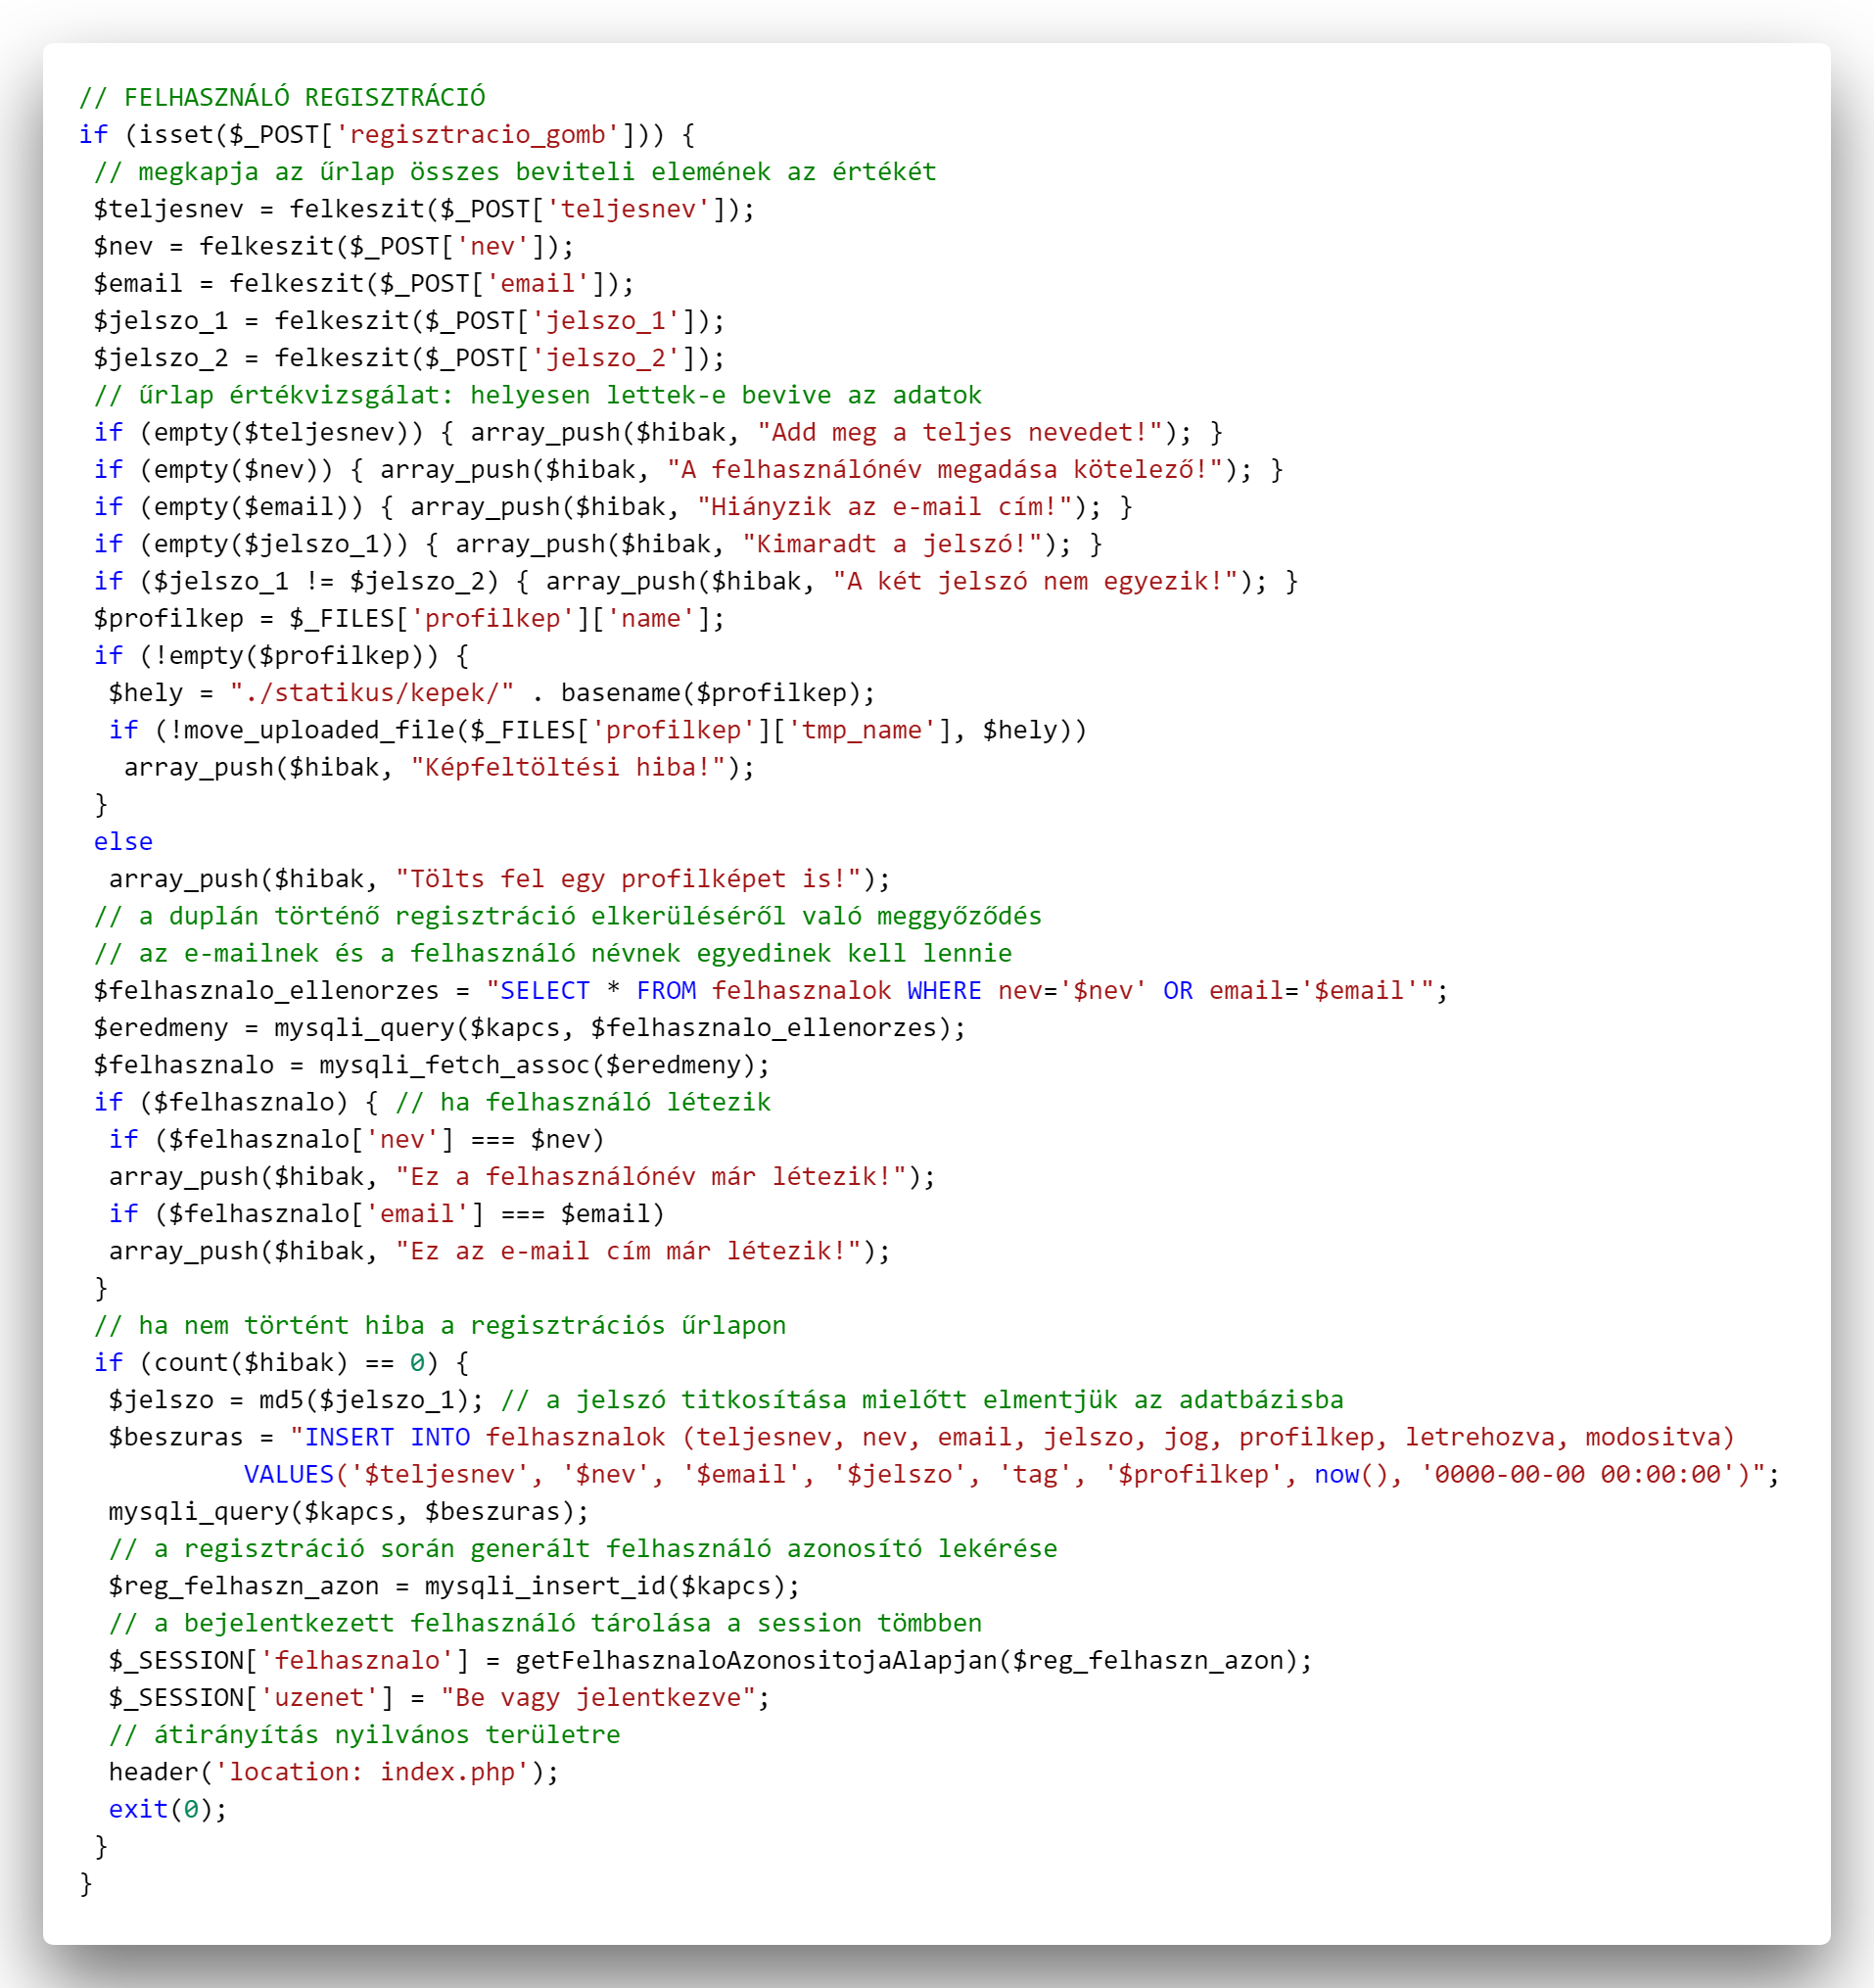 // FELHASZNÁLÓ REGISZTRÁCIÓ
if (isset($_POST['regisztracio_gomb'])) {
 // megkapja az űrlap összes beviteli elemének az értékét
 $teljesnev = felkeszit($_POST['teljesnev']);
 $nev = felkeszit($_POST['nev']);
 $email = felkeszit($_POST['email']);
 $jelszo_1 = felkeszit($_POST['jelszo_1']);
 $jelszo_2 = felkeszit($_POST['jelszo_2']);
 // űrlap értékvizsgálat: helyesen lettek-e bevive az adatok
 if (empty($teljesnev)) { array_push($hibak, "Add meg a teljes nevedet!"); }
 if (empty($nev)) { array_push($hibak, "A felhasználónév megadása kötelező!"); }
 if (empty($email)) { array_push($hibak, "Hiányzik az e-mail cím!"); }
 if (empty($jelszo_1)) { array_push($hibak, "Kimaradt a jelszó!"); }
 if ($jelszo_1 != $jelszo_2) { array_push($hibak, "A két jelszó nem egyezik!"); }
 $profilkep = $_FILES['profilkep']['name'];
 if (!empty($profilkep)) {
  $hely = "./statikus/kepek/" . basename($profilkep);
  if (!move_uploaded_file($_FILES['profilkep']['tmp_name'], $hely))
   array_push($hibak, "Képfeltöltési hiba!");
 }
 else
  array_push($hibak, "Tölts fel egy profilképet is!");
 // a duplán történő regisztráció elkerüléséről való meggyőződés
 // az e-mailnek és a felhasználó névnek egyedinek kell lennie
 $felhasznalo_ellenorzes = "SELECT * FROM felhasznalok WHERE nev='$nev' OR email='$email'";
 $eredmeny = mysqli_query($kapcs, $felhasznalo_ellenorzes);
 $felhasznalo = mysqli_fetch_assoc($eredmeny);
 if ($felhasznalo) { // ha felhasználó létezik
  if ($felhasznalo['nev'] === $nev)
  array_push($hibak, "Ez a felhasználónév már létezik!");
  if ($felhasznalo['email'] === $email)
  array_push($hibak, "Ez az e-mail cím már létezik!");
 }
 // ha nem történt hiba a regisztrációs űrlapon
 if (count($hibak) == 0) {
  $jelszo = md5($jelszo_1); // a jelszó titkosítása mielőtt elmentjük az adatbázisba
  $beszuras = "INSERT INTO felhasznalok (teljesnev, nev, email, jelszo, jog, profilkep, letrehozva, modositva)
           VALUES('$teljesnev', '$nev', '$email', '$jelszo', 'tag', '$profilkep', now(), '0000-00-00 00:00:00')";
  mysqli_query($kapcs, $beszuras);
  // a regisztráció során generált felhasználó azonosító lekérése
  $reg_felhaszn_azon = mysqli_insert_id($kapcs);
  // a bejelentkezett felhasználó tárolása a session tömbben
  $_SESSION['felhasznalo'] = getFelhasznaloAzonositojaAlapjan($reg_felhaszn_azon);
  $_SESSION['uzenet'] = "Be vagy jelentkezve";
  // átirányítás nyilvános területre
  header('location: index.php');
  exit(0);
 }
}